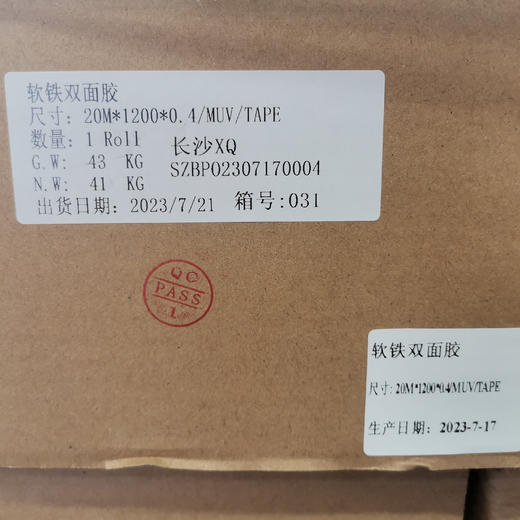 软铁双面胶
尺寸: 20M*1200*0.4/MUV/TAPE
数量: 1 Roll
长沙XQ
G.W: 43 KG
SZBP02307170004
N.W: 41 KG
出货日期: 2023/7/21 箱号:031
QC
PASS
1
软铁双面胶
尺寸: 20M*1200*0.4/MUV/TAPE
生产日期: 2023-7-17